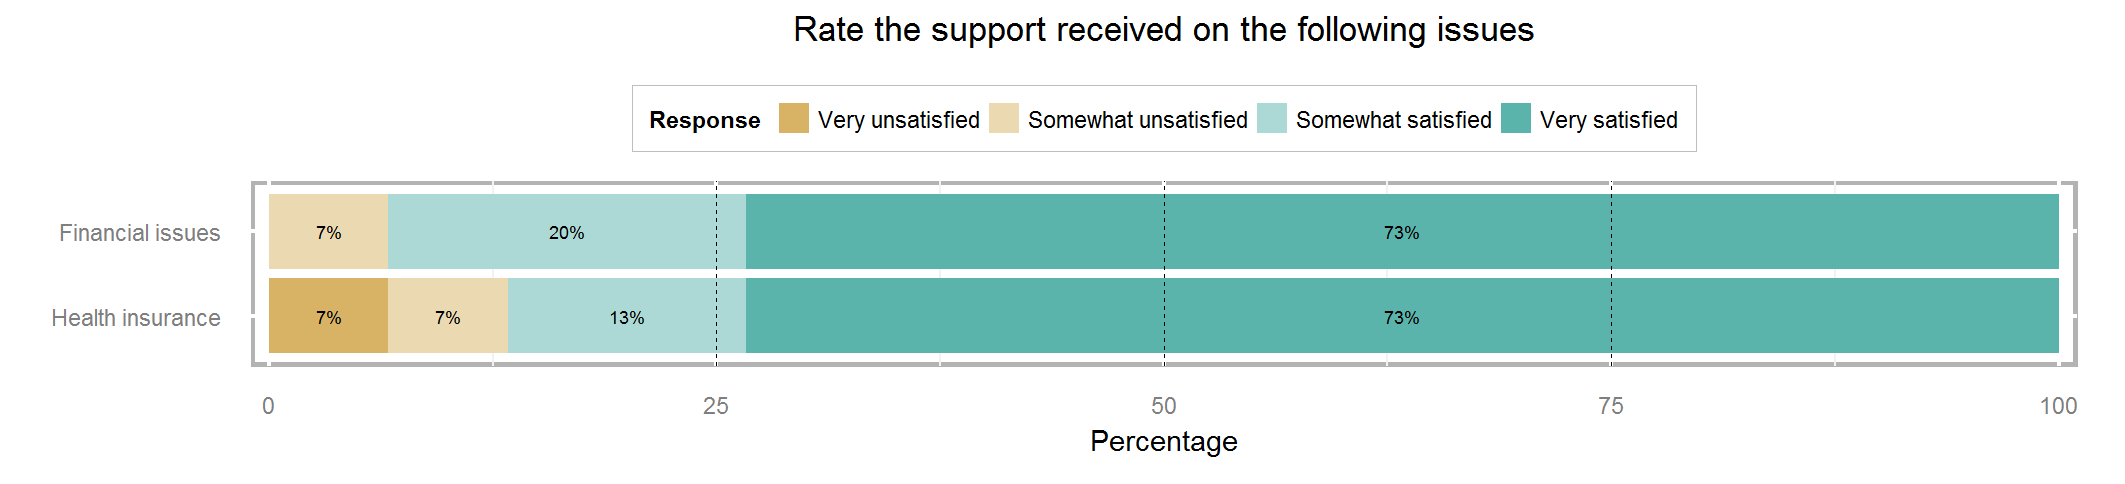 Rate the support received on the following issues
Response Very unsatisfied Somewhat unsatisfied Somewhat satisfied Very satisfied
Financial issues 7% 20% 73%
Health insurance 7% 7% 13% 73%
0 25 50 75 100
Percentage